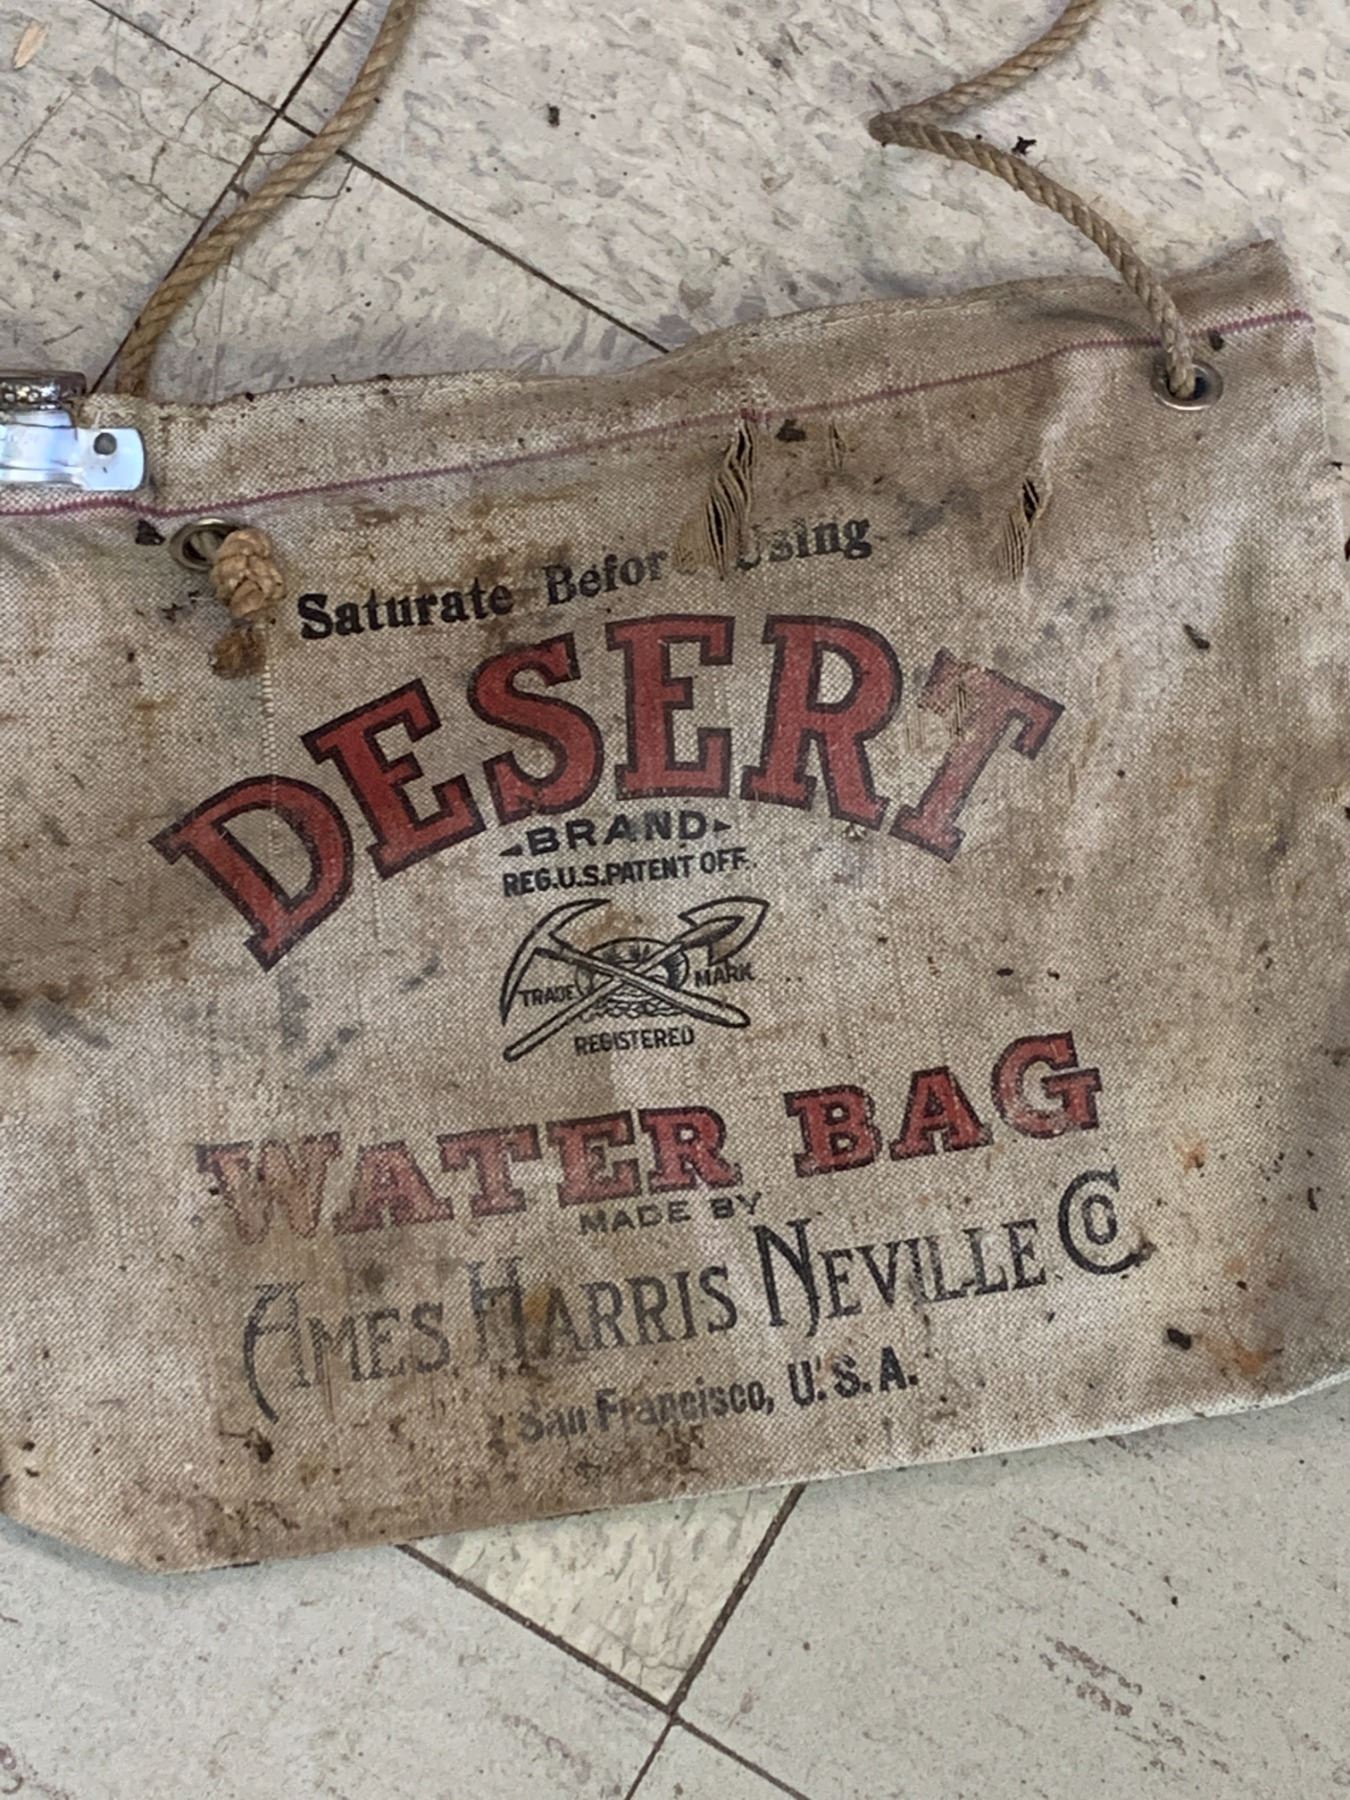 Saturate Before Using
DESERT
BRAND
REG.U.S.PATENT OFF.
TRADE MARK
REGISTERED
WATER BAG
MADE BY
AMES HARRIS NEVILLE CO
San Francisco, U.S.A.